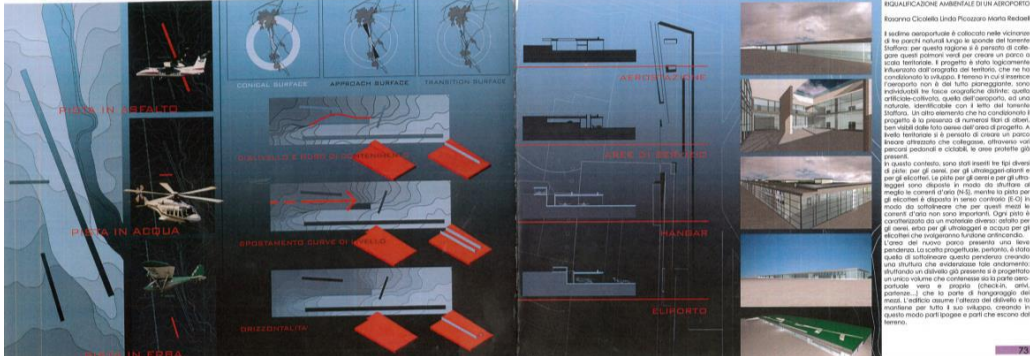 CONICAL SURFACE
APPROACH SURFACE
TRANSITION SURFACE
PISTA IN ASFALTO
PISTA IN ACQUA
PISTA IN ERBA
SPOSTAMENTO CURVE DI LIVELLO
ORIZZONTALITA'
AEROSTAZIONE
AREE DI SERVIZIO
HANGAR
ELIPORTO
RIQUALIFICAZIONE AMBIENTALE DI UN AEROPORTO
Rosanna Cicalella Linda Picozzaro Marta Redaelli
Il sedime aeroportuale è collocato nelle vicinanze
di tre parchi naturali lungo le sponde del torrente
Staffora: per questa ragione si è pensato di colle-
gare questi polmoni verdi per creare un parco a
scala territoriale. Il progetto è stato logicamente
influenzato dall'orografia del territorio, che ne ha
condizionato lo sviluppo. Il terreno in cui si inserisce
l'aeroporto non è del tutto pianeggiante, sono
individuabili tre fasce orografiche distinte: quella
artificiale-coltivata, quella dell'aeroporto, ed una
naturale, identificabile con il letto del torrente
Staffora. Un altro elemento che ha condizionato il
progetto è la presenza di numerosi filari di alberi,
ben visibili dalle foto aeree dell'area di progetto. A
livello territoriale si è pensato di creare un parco
lineare attrezzato che collegasse, attraverso vari
percorsi pedonali e ciclabili, le aree protette già
presenti.
In questo contesto, sono stati inseriti tre tipi diversi
di piste: per gli aerei, per gli ultraleggeri-alianti e
per gli elicotteri. Le piste per gli aerei e per gli ultra-
leggeri sono disposte in modo da sfruttare al
meglio le correnti d'aria (N-S), mentre la pista per
gli elicotteri è disposta in senso contrario (E-O) in
modo da sottolineare che per questi mezzi le
correnti d'aria non sono importanti. Ogni pista è
caratterizzata da un materiale diverso: asfalto per
gli aerei, erba per gli ultraleggeri e acqua per gli
elicotteri che svolgeranno funzione antincendio.
L'area del nuovo parco presenta una lieve
pendenza. La scelta progettuale, pertanto, è stata
quella di sottolineare questa pendenza creando
una struttura che evidenziasse tale andamento:
sfruttando un dislivello già presente si è progettato
un unico volume che contenesse sia la parte aero-
portuale vera e propria (check-in, arrivi,
partenze...) che la parte di hangaraggio dei
mezzi. L'edificio assume l'altezza del dislivello e la
mantiene per tutto il suo sviluppo, creando in
questo modo parti ipogee e parti che escono dal
terreno.
73